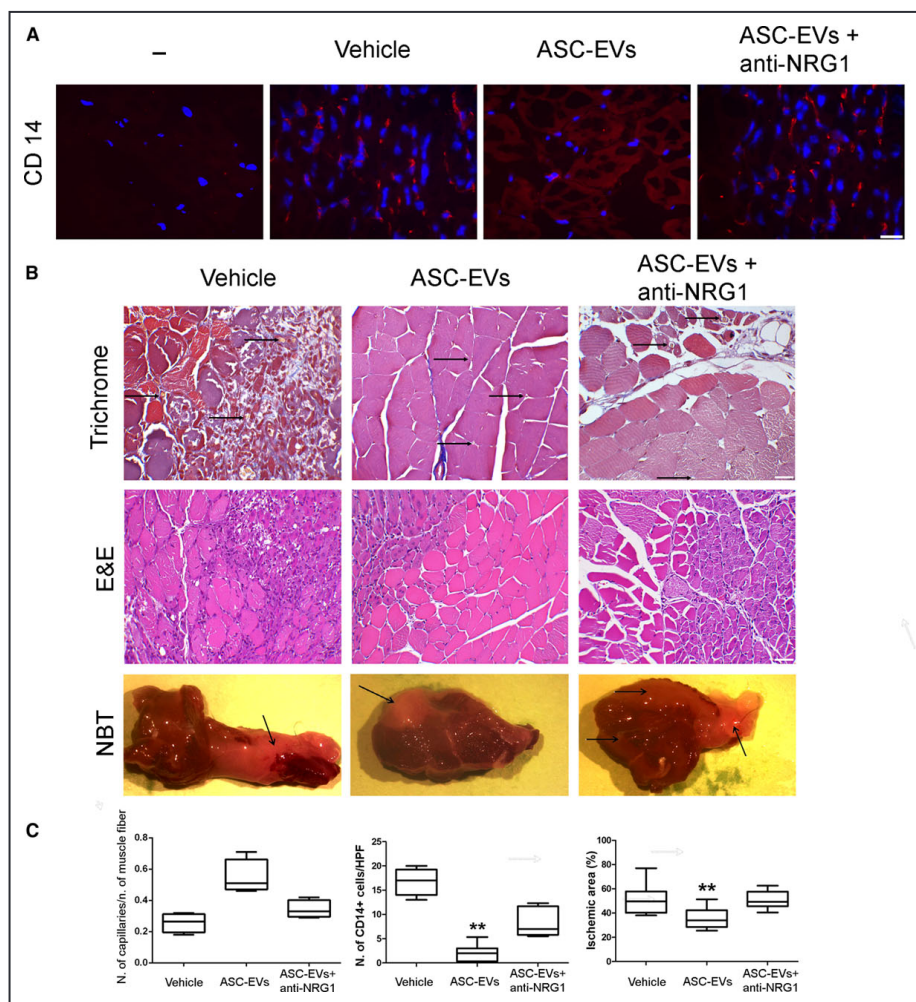 A
–
Vehicle
ASC-EVs
ASC-EVs +
anti-NRG1
CD 14
B
Vehicle
ASC-EVs
ASC-EVs +
anti-NRG1
Trichrome
E&E
NBT
C
N. of capillaries/n. of muscle fiber
0.8
0.6
0.4
0.2
0.0
Vehicle
ASC-EVs
ASC-EVs+
anti-NRG1
N. of CD14+ cells/HPF
25
20
15
10
5
0
**
Vehicle
ASC-EVs
ASC-EVs+
anti-NRG1
Ischemic area (%)
100
80
60
40
20
0
**
Vehicle
ASC-EVs
ASC-EVs+
anti-NRG1